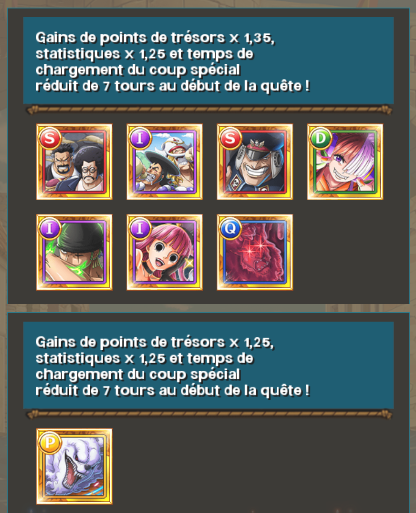 Gains de points de trésors x 1,35,
statistiques x 1,25 et temps de
chargement du coup spécial
réduit de 7 tours au début de la quête !
S I S D
I I Q
Gains de points de trésors x 1,25,
statistiques x 1,25 et temps de
chargement du coup spécial
réduit de 7 tours au début de la quête !
P